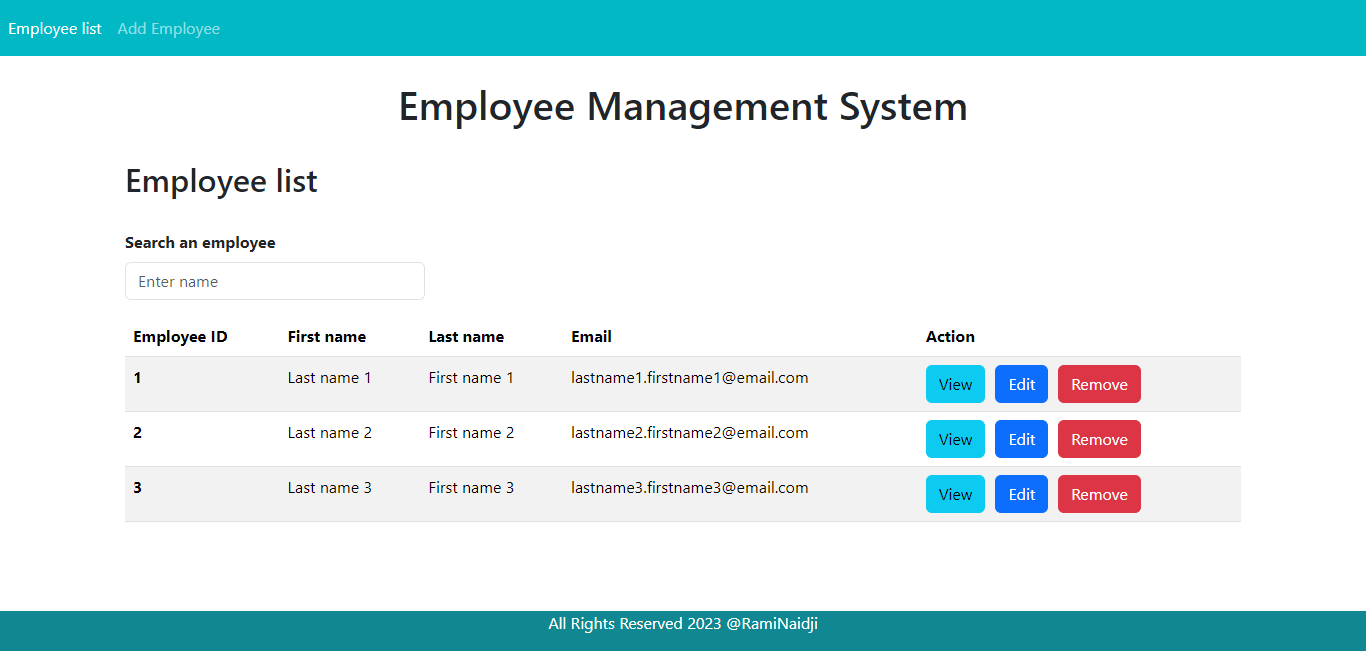 Employee list Add Employee
Employee Management System
Employee list
Search an employee
Enter name
Employee ID First name Last name Email Action
1 Last name 1 First name 1 lastname1.firstname1@email.com View Edit Remove
2 Last name 2 First name 2 lastname2.firstname2@email.com View Edit Remove
3 Last name 3 First name 3 lastname3.firstname3@email.com View Edit Remove
All Rights Reserved 2023 @RamiNaidji